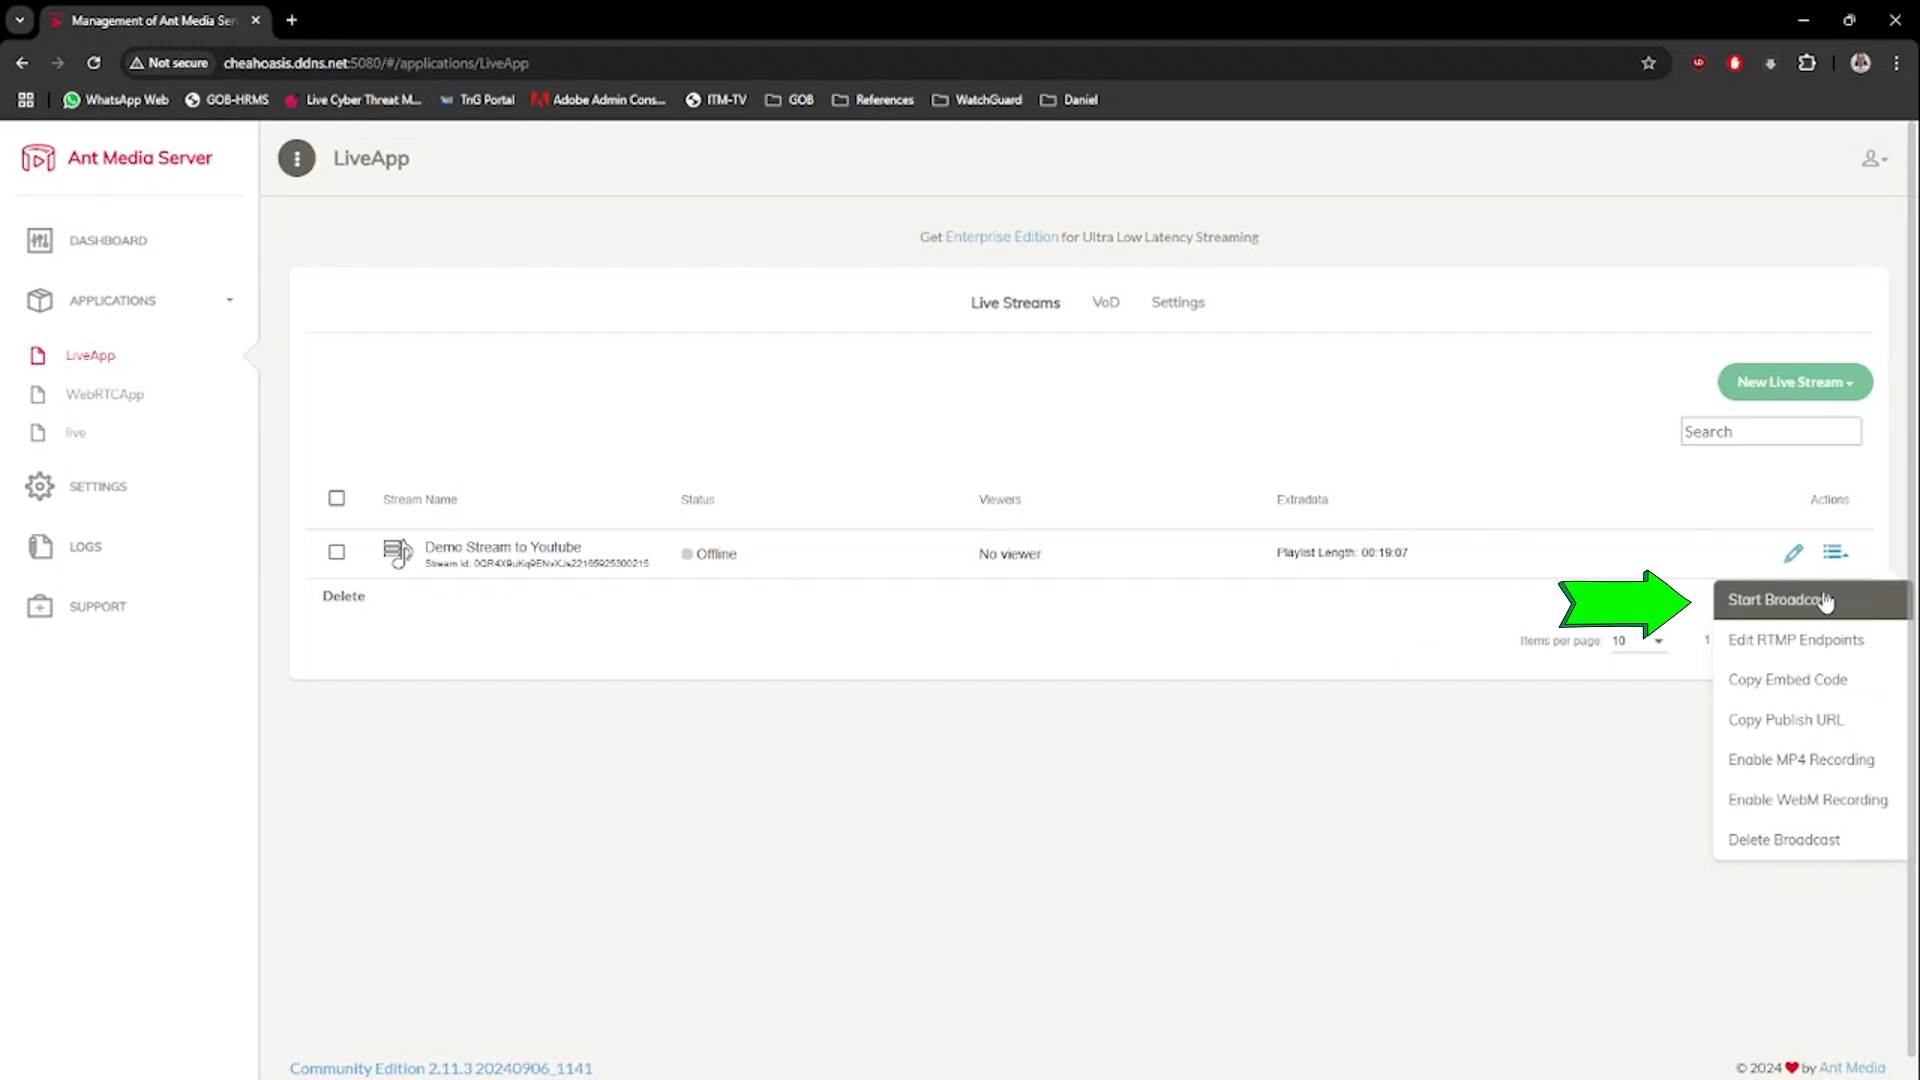 Management of Ant Media Ser
Not secure
cheahoasis.ddns.net:5080/#/applications/LiveApp
WhatsApp Web
GOB-HRMS
Live Cyber Threat M...
TnG Portal
Adobe Admin Cons...
ITM-TV
GOB
References
WatchGuard
Daniel
Ant Media Server
LiveApp
DASHBOARD
APPLICATIONS
LiveApp
WebRTCApp
live
SETTINGS
LOGS
SUPPORT
Get Enterprise Edition for Ultra Low Latency Streaming
Live Streams VoD Settings
New Live Stream
Search
Stream Name Status Viewers Extradata Actions
Demo Stream to Youtube Offline No viewer Playlist Length: 00:19:07
Stream Id:
Delete
Items per page: 10 1
Start Broadcast
Edit RTMP Endpoints
Copy Embed Code
Copy Publish URL
Enable MP4 Recording
Enable WebM Recording
Delete Broadcast
Community Edition 2.11.3 20240906_1141
© 2024 ❤ by Ant Media